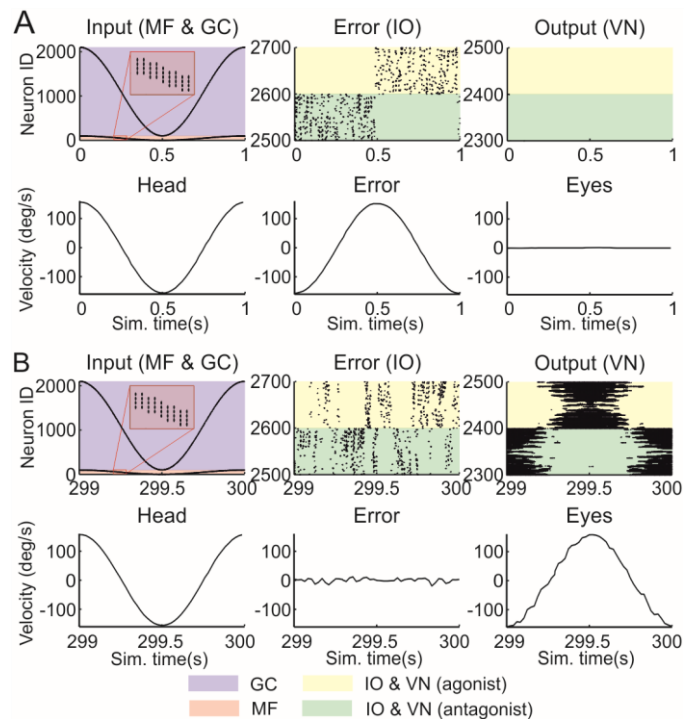 A
Input (MF & GC)
Error (IO)
Output (VN)
Neuron ID
2000
1000
0
0
0.5
1
2700
2600
2500
0
0.5
1
2500
2400
2300
0
0.5
1
Head
Error
Eyes
Velocity (deg/s)
100
0
-100
0
0.5
1
Sim. time(s)
100
0
-100
0
0.5
1
Sim. time(s)
100
0
-100
0
0.5
1
Sim. time(s)
B
Input (MF & GC)
Error (IO)
Output (VN)
Neuron ID
2000
1000
0
299
299.5
300
2700
2600
2500
299
299.5
300
2500
2400
2300
299
299.5
300
Head
Error
Eyes
Velocity (deg/s)
100
0
-100
299
299.5
300
Sim. time(s)
100
0
-100
299
299.5
300
Sim. time(s)
100
0
-100
299
299.5
300
Sim. time(s)
GC
IO & VN (agonist)
MF
IO & VN (antagonist)